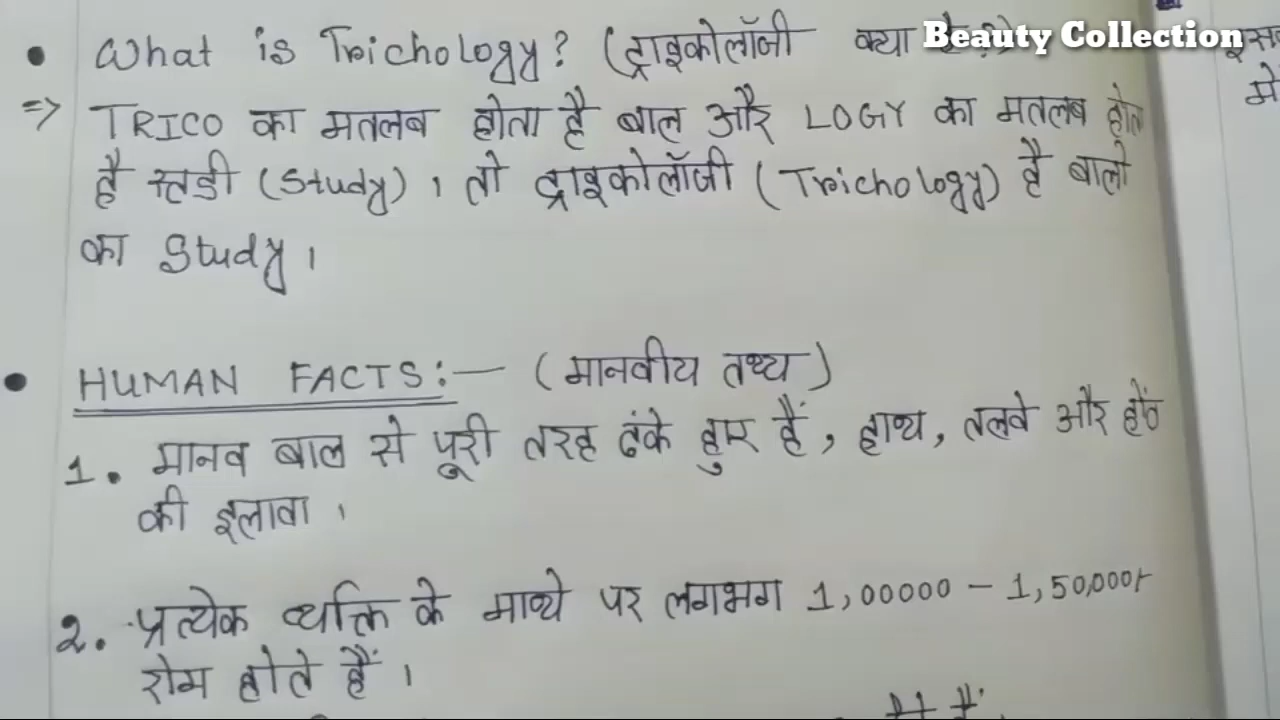 Beauty Collection
• What is Trichology? (ट्राइकोलॉजी क्या है?)
=> TRICO का मतलब होता है बाल और LOGY का मतलब होता
है स्तडी (Study)। तो ट्राइकोलॉजी (Trichology) है बालो
का Study।
• HUMAN FACTS:— (मानवीय तथ्य)
1. मानव बाल से पूरी तरह ढंके हुए हैं, हाथ, तलवे और होंठ
की इलावा।
2. प्रत्येक व्यक्ति के माथे पर लगभग 1,00000 – 1,50,000+
रोम होते हैं।